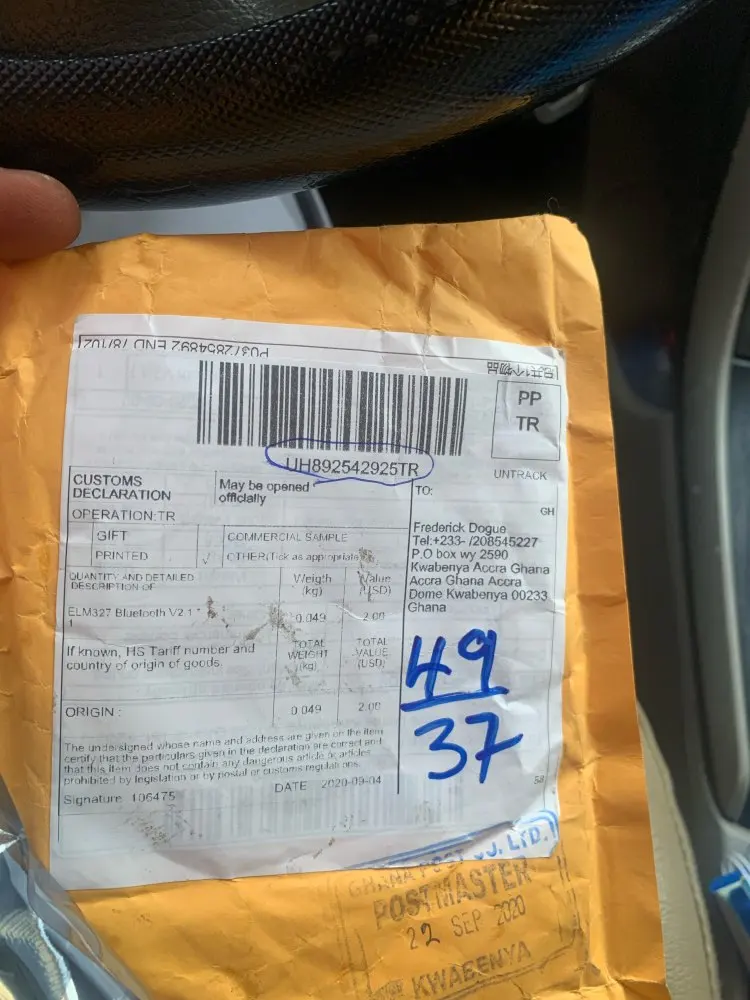 UH892542925TR
PP
TR
UNTRACK
CUSTOMS
DECLARATION
May be opened
officially
OPERATION:TR
GIFT
COMMERCIAL SAMPLE
PRINTED
✓ OTHER(Tick as appropriate
QUANTITY AND DETAILED
DESCRIPTION OF
Weigth
(kg)
Value
(USD)
ELM327 Bluetooth V2.1 *
1
0.049
2.00
If known, HS Tariff number and
country of origin of goods
TOTAL
WEIGHT
(kg)
TOTAL
VALUE
(USD)
ORIGIN :
0.049
2.00
The undersigned whose name and address are given on the item
certify that the particulars given in the declaration are correct and
that this item does not contain any dangerous article or articles
prohibited by legislation or by postal or customs regulations.
DATE 2020-09-04
Signature 106475
TO:
GH
Frederick Dogue
Tel:+233- /208545227
P.O box wy 2590
Kwabenya Accra Ghana
Accra Ghana Accra
Dome Kwabenya 00233
Ghana
49
37
58
GHANA POST CO. LTD.
POSTMASTER
22 SEP 2020
KWABENYA